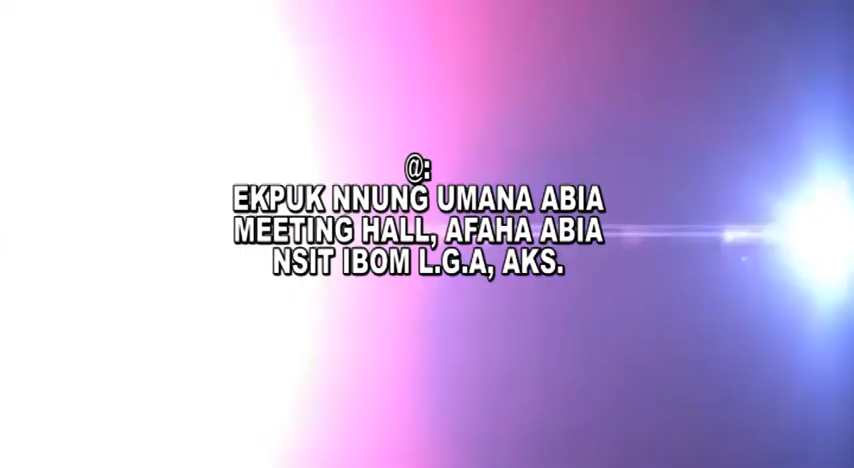 @:
EKPUK NNUNG UMANA ABIA
MEETING HALL, AFAHA ABIA
NSIT IBOM L.G.A, AKS.